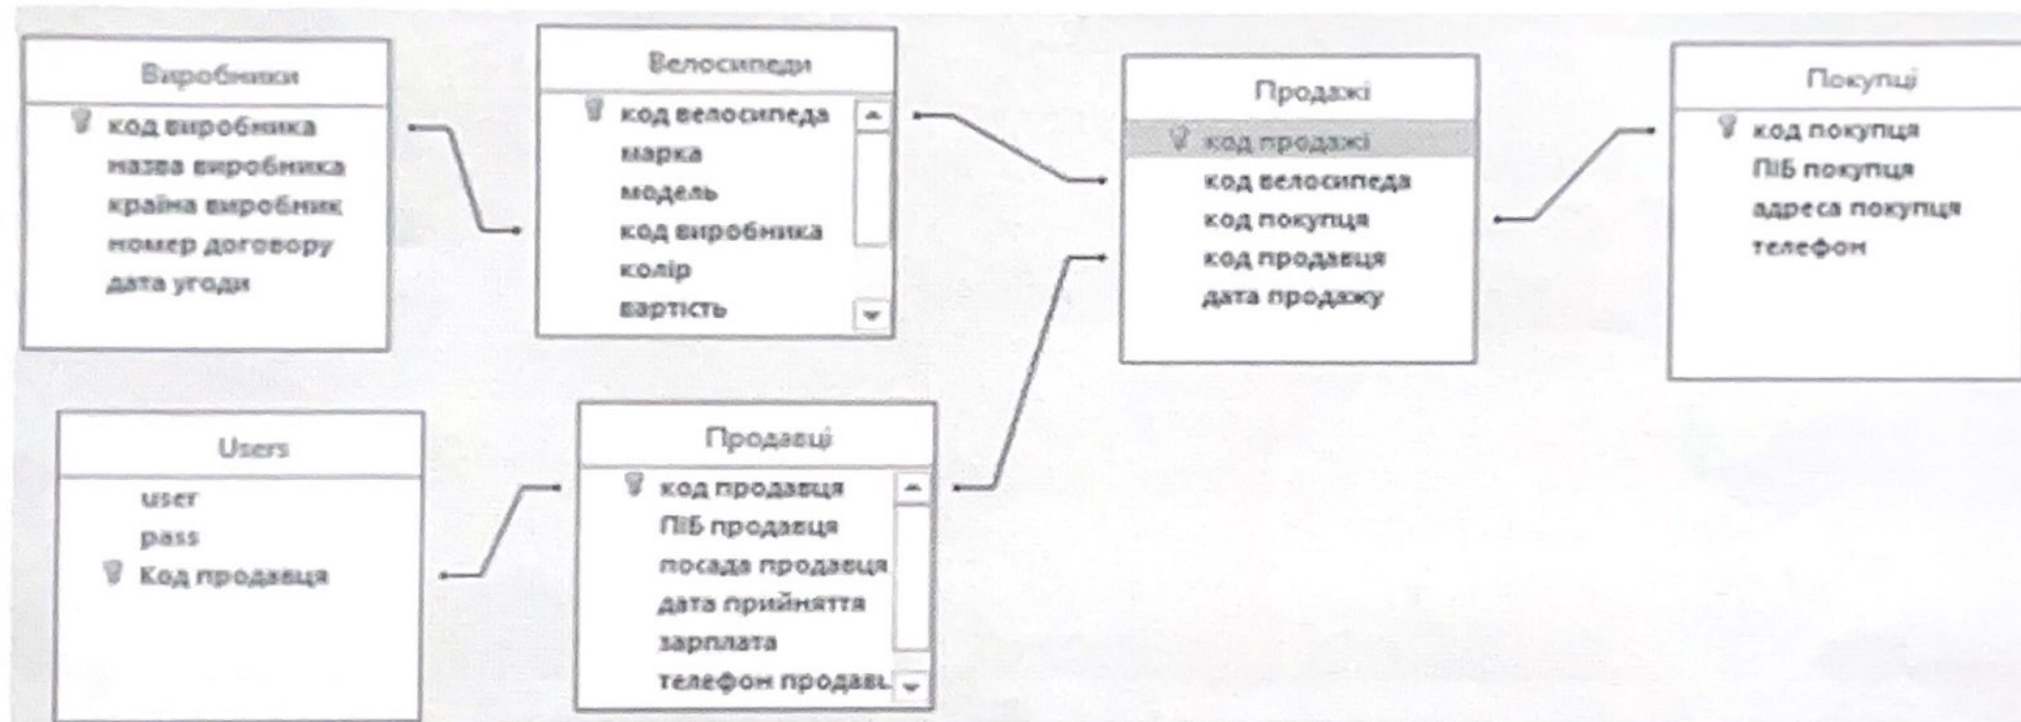 Виробники
код виробника
назва виробника
країна виробник
номер договору
дата угоди
Велосипеди
код велосипеда
марка
модель
код виробника
колір
вартість
Продажі
код продажі
код велосипеда
код покупця
код продавця
дата продажу
Покупці
код покупця
ПІБ покупця
адреса покупця
телефон
Users
user
pass
Код продавця
Продавці
код продавця
ПІБ продавця
посада продавця
дата прийняття
зарплата
телефон продавц